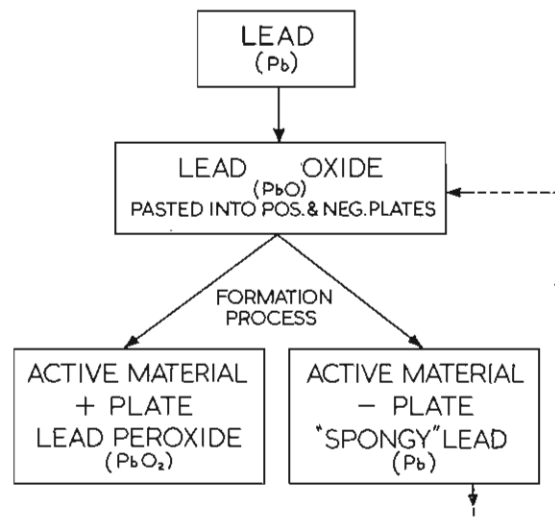 LEAD
(Pb)
LEAD OXIDE
(PbO)
PASTED INTO POS. & NEG. PLATES
FORMATION
PROCESS
ACTIVE MATERIAL
+ PLATE
LEAD PEROXIDE
(PbO₂)
ACTIVE MATERIAL
- PLATE
"SPONGY" LEAD
(Pb)